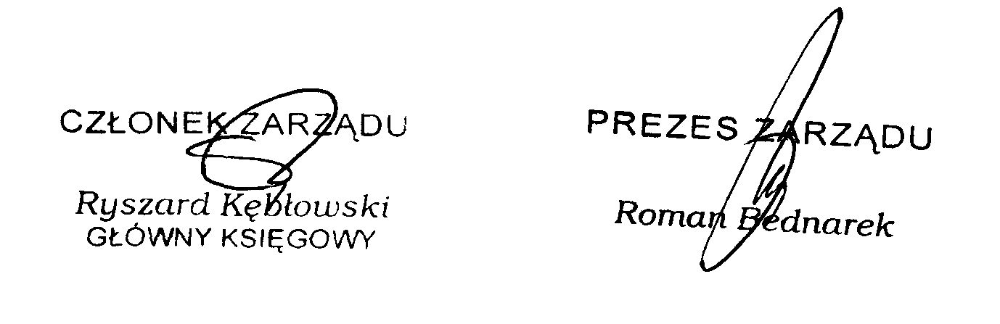 CZŁONEK ZARZĄDU
Ryszard Kębłowski
GŁÓWNY KSIĘGOWY
PREZES ZARZĄDU
Roman Bednarek